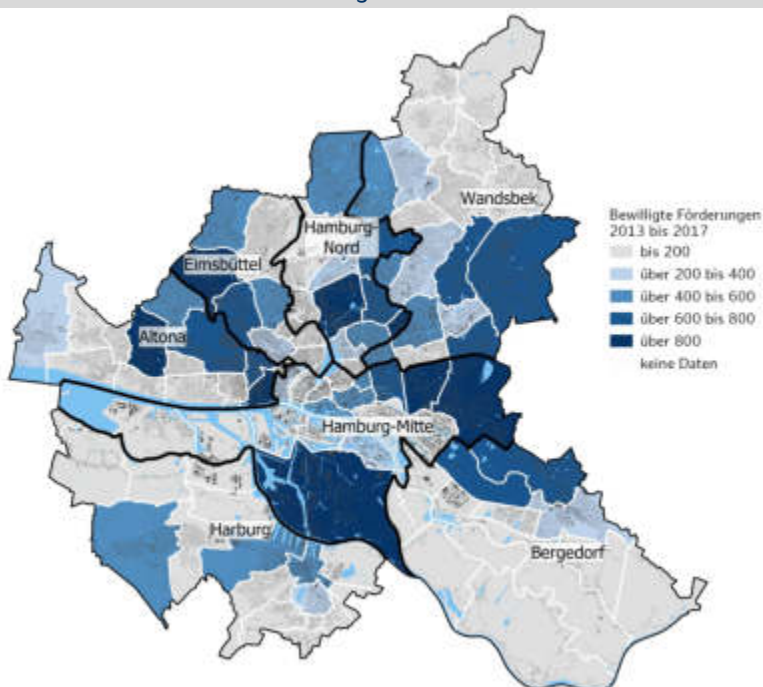 Wandsbek
Hamburg-
Nord
Eimsbüttel
Altona
Hamburg-Mitte
Harburg
Bergedorf
Bewilligte Förderungen
2013 bis 2017
bis 200
über 200 bis 400
über 400 bis 600
über 600 bis 800
über 800
keine Daten